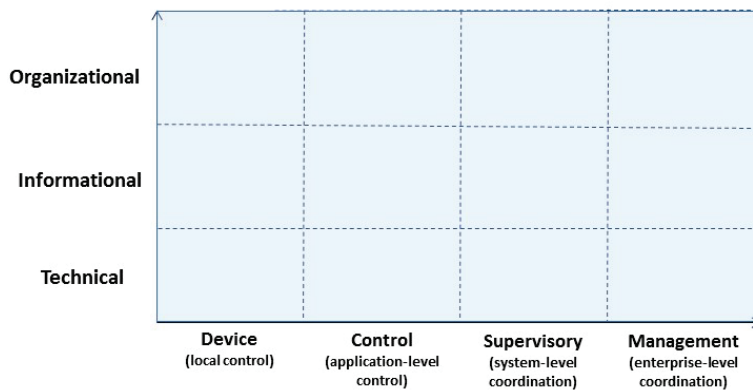 Organizational
Informational
Technical
Device
(local control)
Control
(application-level
control)
Supervisory
(system-level
coordination)
Management
(enterprise-level
coordination)